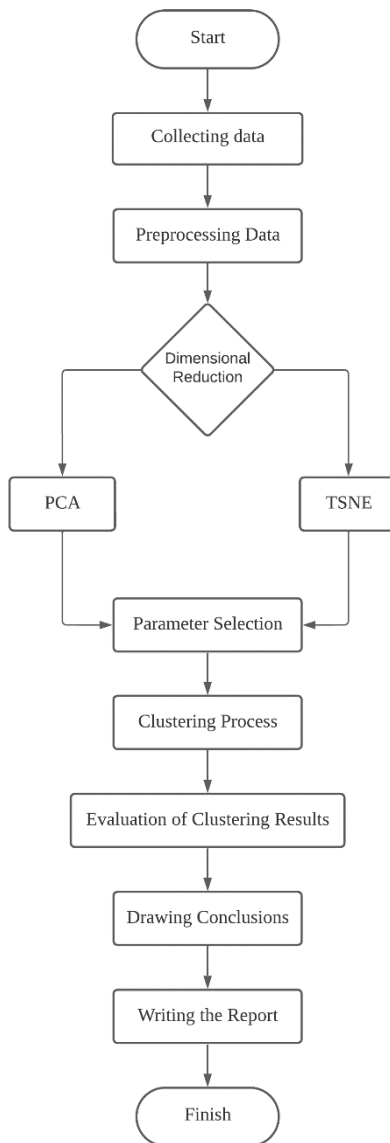 Start
Collecting data
Preprocessing Data
Dimensional
Reduction
PCA
TSNE
Parameter Selection
Clustering Process
Evaluation of Clustering Results
Drawing Conclusions
Writing the Report
Finish